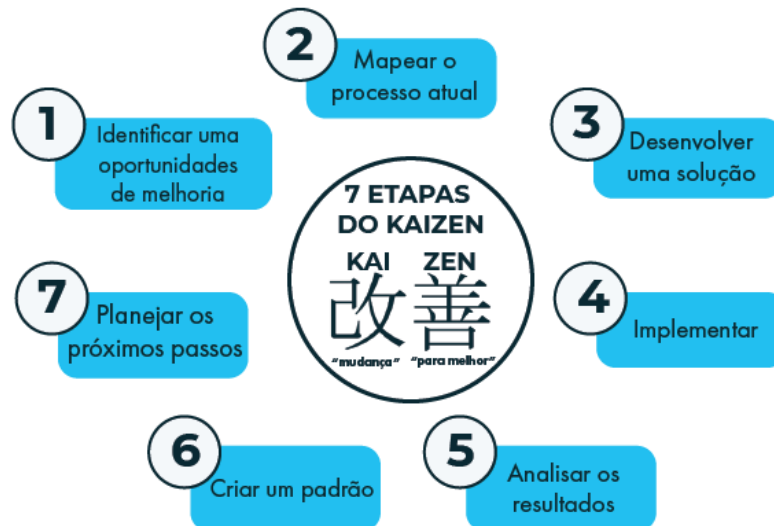 7 ETAPAS
DO KAIZEN
KAI ZEN
改善
“mudança” “para melhor”
1
Identificar uma
oportunidades
de melhoria
2
Mapear o
processo atual
3
Desenvolver
uma solução
4
Implementar
5
Analisar os
resultados
6
Criar um padrão
7
Planejar os
próximos passos